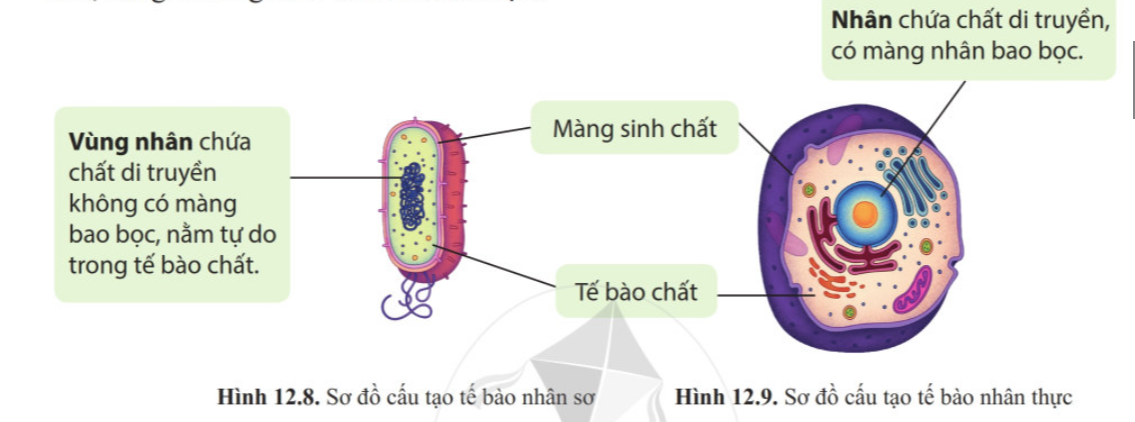 Nhân chứa chất di truyền,
có màng nhân bao bọc.
Vùng nhân chứa
chất di truyền
không có màng
bao bọc, nằm tự do
trong tế bào chất.
Màng sinh chất
Tế bào chất
Hình 12.8. Sơ đồ cấu tạo tế bào nhân sơ
Hình 12.9. Sơ đồ cấu tạo tế bào nhân thực